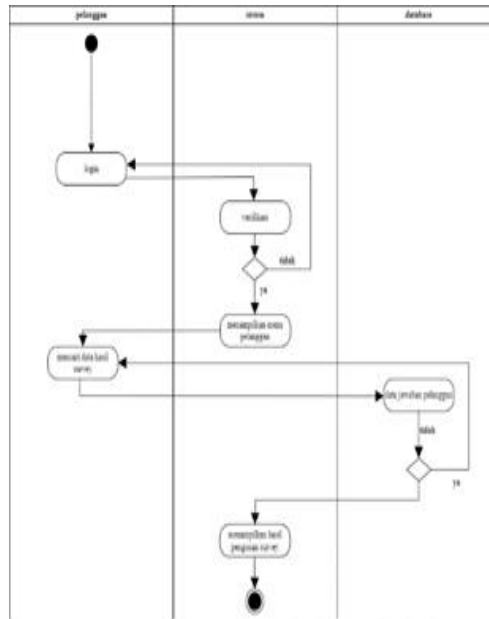 pelanggan
sistem
database
login
verifikasi
tidak
ya
menampilkan menu
pelanggan
mencari data hasil
survey
data jawaban pelanggan
tidak
ya
menampilkan hasil
pengisian survey